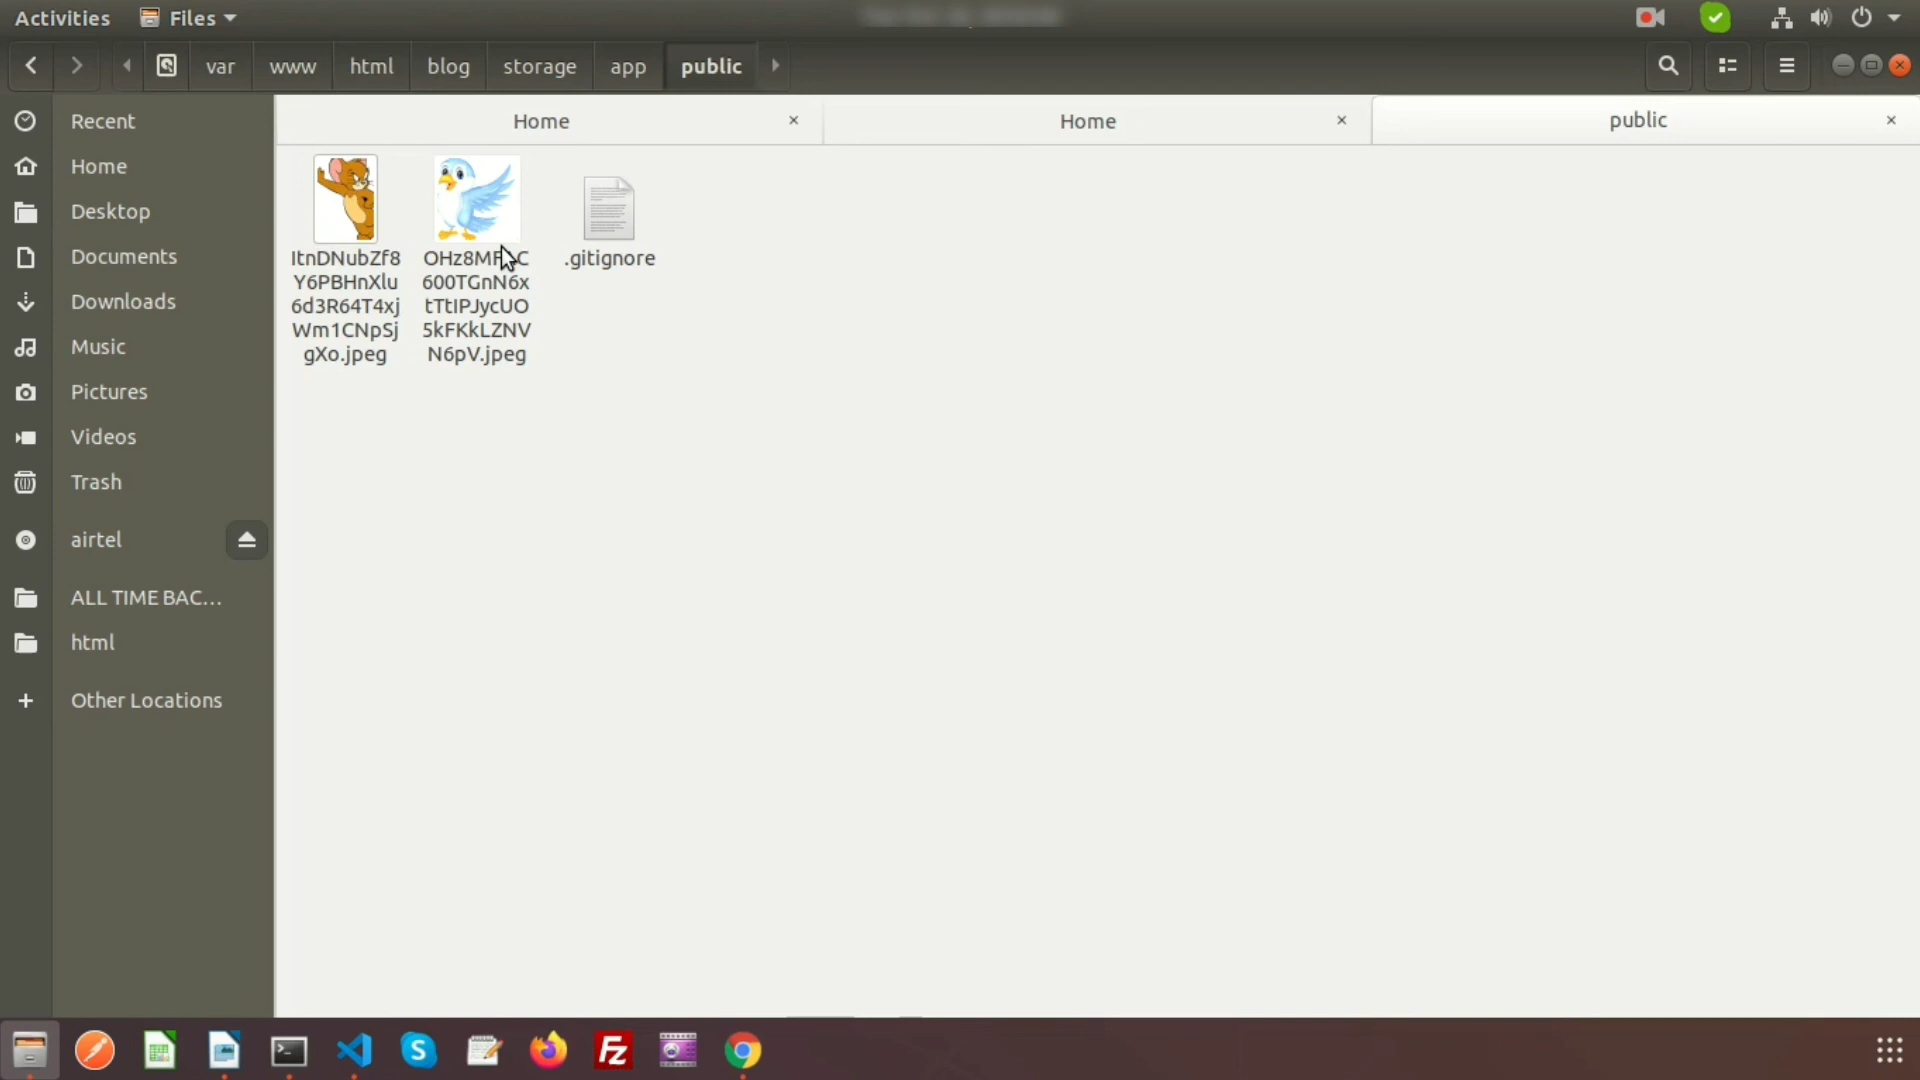 Activities Files
var www html blog storage app public
Recent
Home
Desktop
Documents
Downloads
Music
Pictures
Videos
Trash
airtel
ALL TIME BAC...
html
Other Locations
Home Home public
ItnDNubZf8
Y6PBHnXlu
6d3R64T4xj
Wm1CNpSj
gXo.jpeg
600TGnN6x
tTtIPJycUO
5kFKkLZNV
N6pV.jpeg
.gitignore